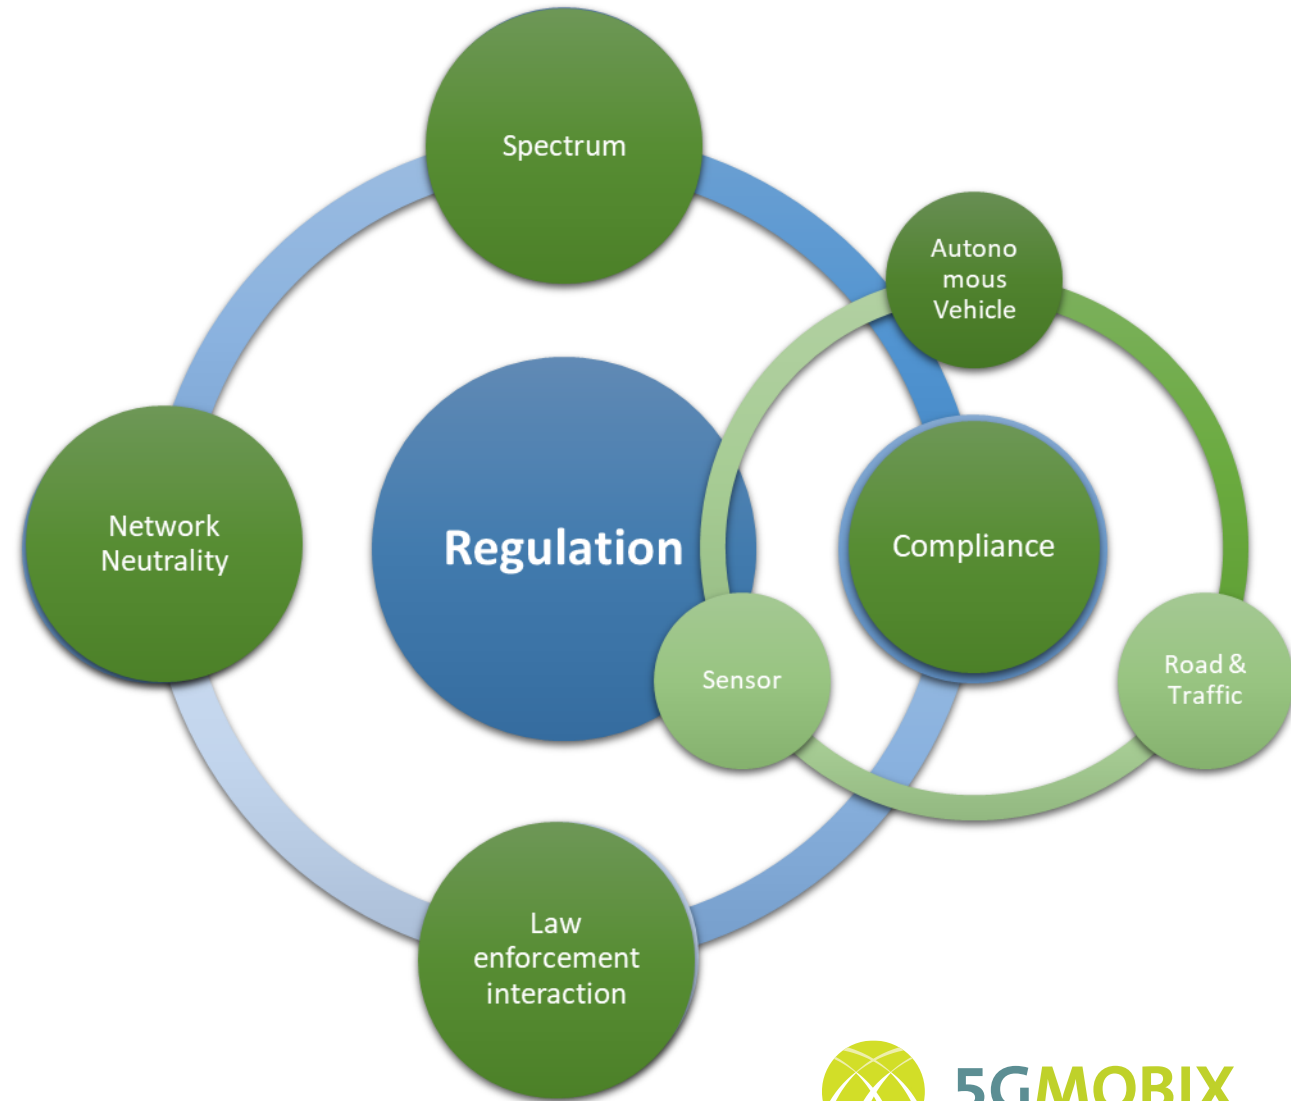 Spectrum
Autono
mous
Vehicle
Network
Neutrality
Regulation
Compliance
Sensor
Road &
Traffic
Law
enforcement
interaction
5GMOBIX